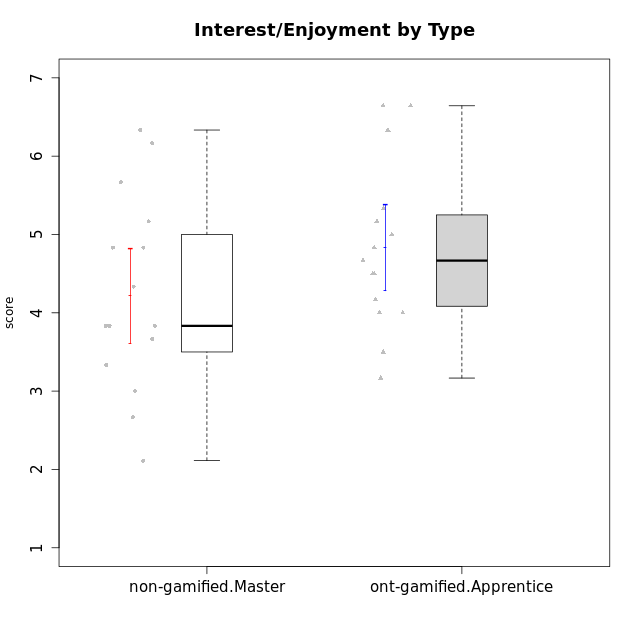 Interest/Enjoyment by Type
score
7
6
5
4
3
2
1
non-gamified.Master
ont-gamified.Apprentice